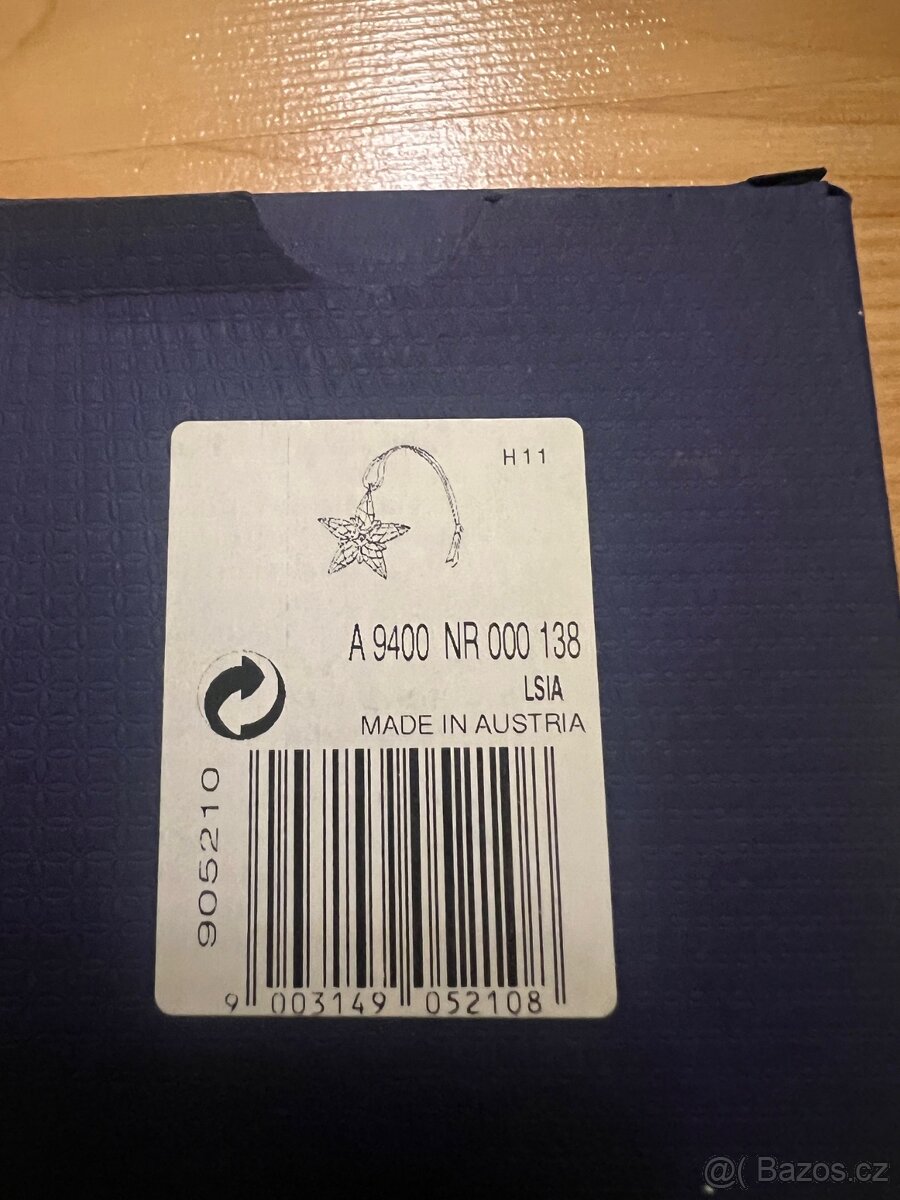 H11
A 9400 NR 000 138
LSIA
MADE IN AUSTRIA
905210
9 003149 052108
@( Bazos.cz